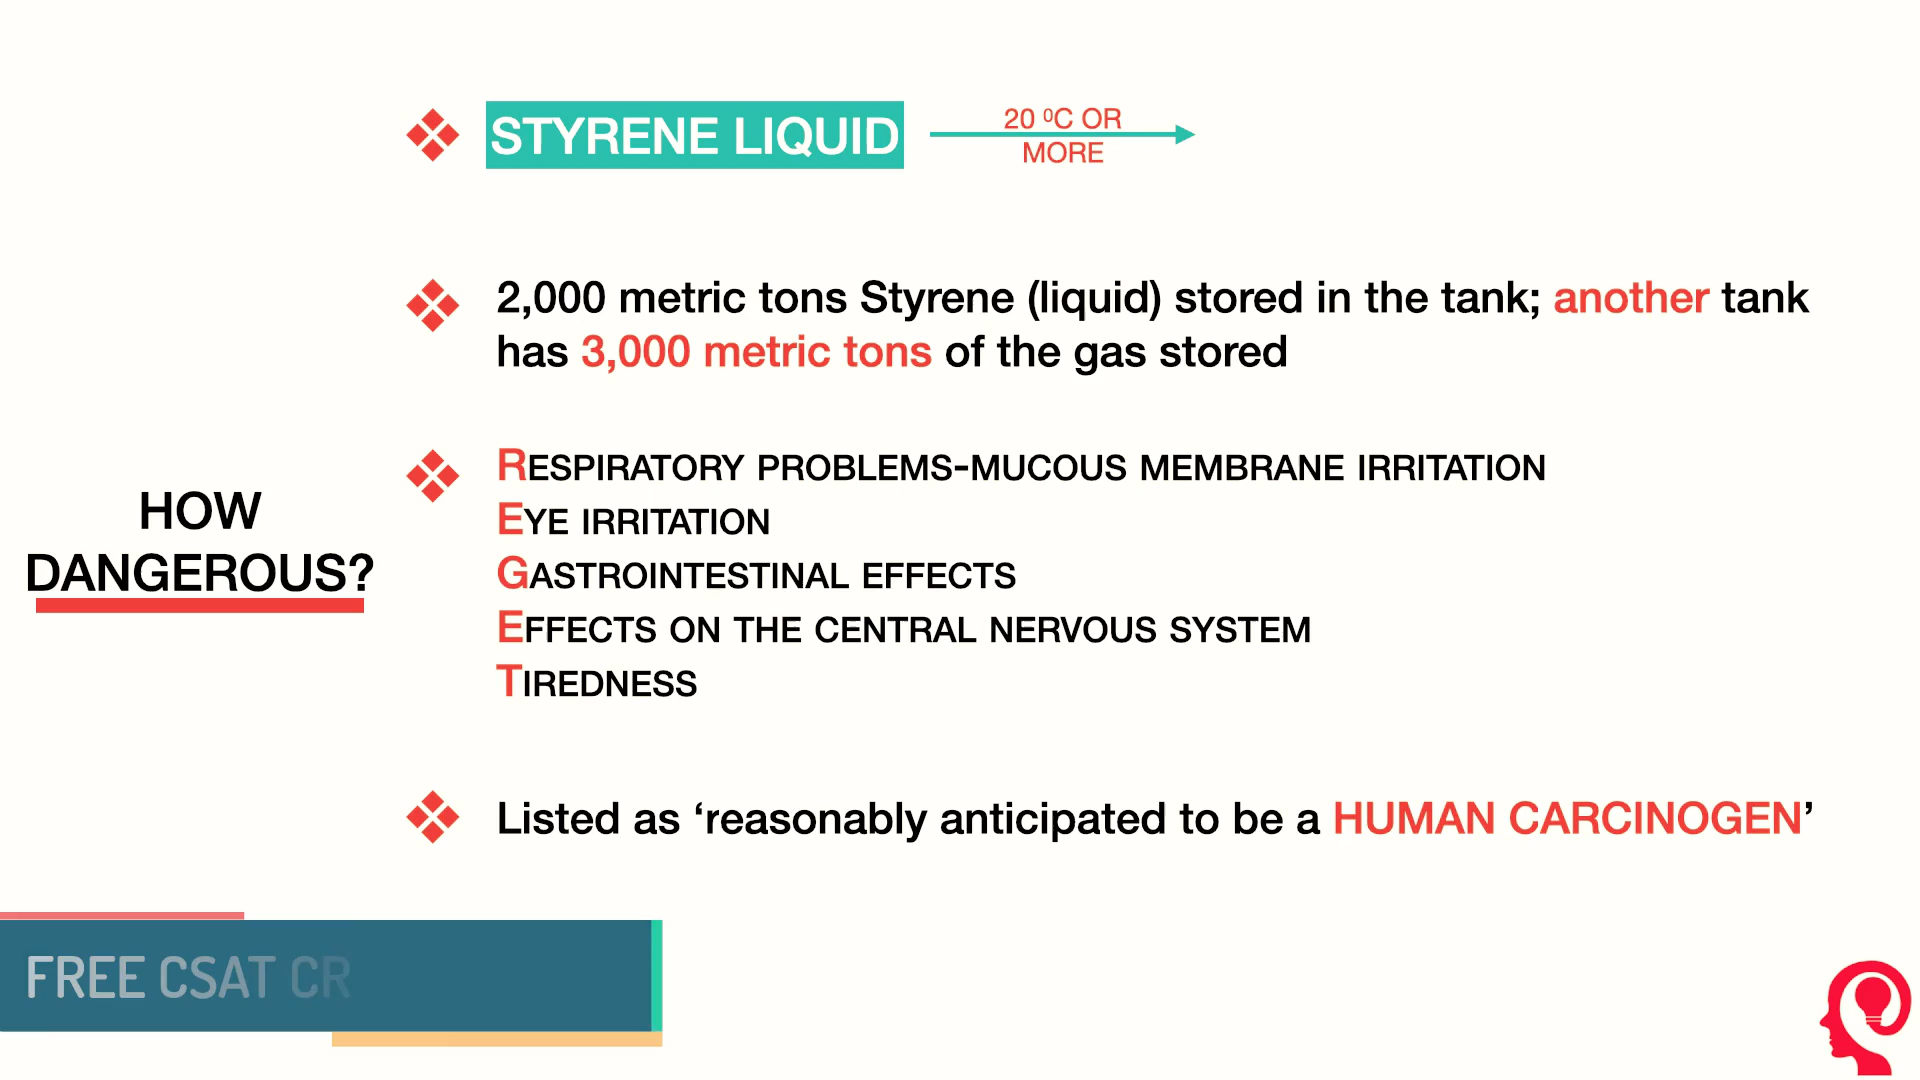 STYRENE LIQUID
20 ⁰C OR
MORE
2,000 metric tons Styrene (liquid) stored in the tank; another tank
has 3,000 metric tons of the gas stored
HOW
DANGEROUS?
RESPIRATORY PROBLEMS-MUCOUS MEMBRANE IRRITATION
EYE IRRITATION
GASTROINTESTINAL EFFECTS
EFFECTS ON THE CENTRAL NERVOUS SYSTEM
TIREDNESS
Listed as ‘reasonably anticipated to be a HUMAN CARCINOGEN’
FREE CSAT CR